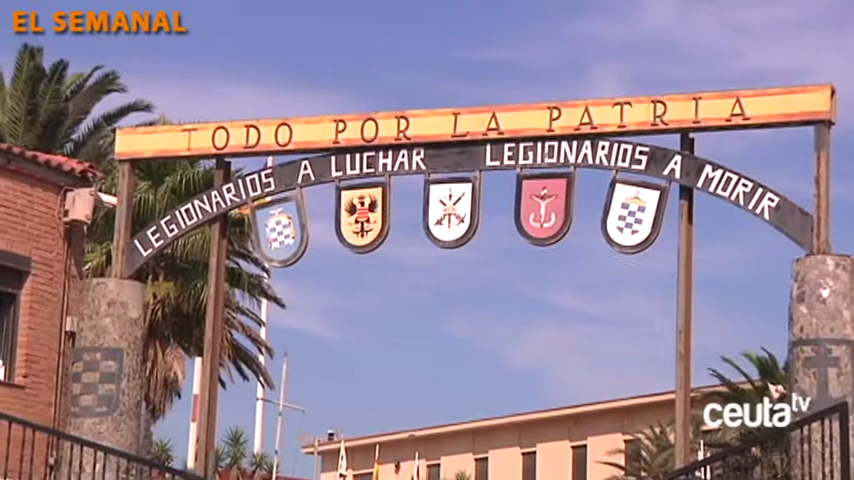 EL SEMANAL
TODO POR LA PATRIA
LEGIONARIOS A LUCHAR LEGIONARIOS A MORIR
ceuta tv